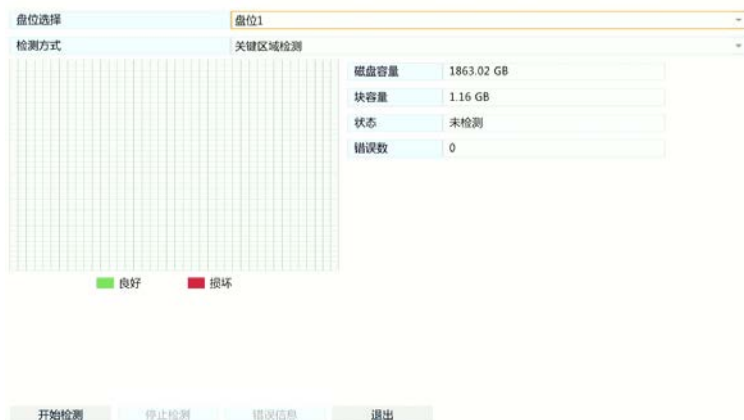 盘位选择 盘位1
检测方式 关键区域检测
磁盘容量 1863.02 GB
块容量 1.16 GB
状态 未检测
错误数 0
良好 损坏
开始检测 停止检测 错误信息 退出